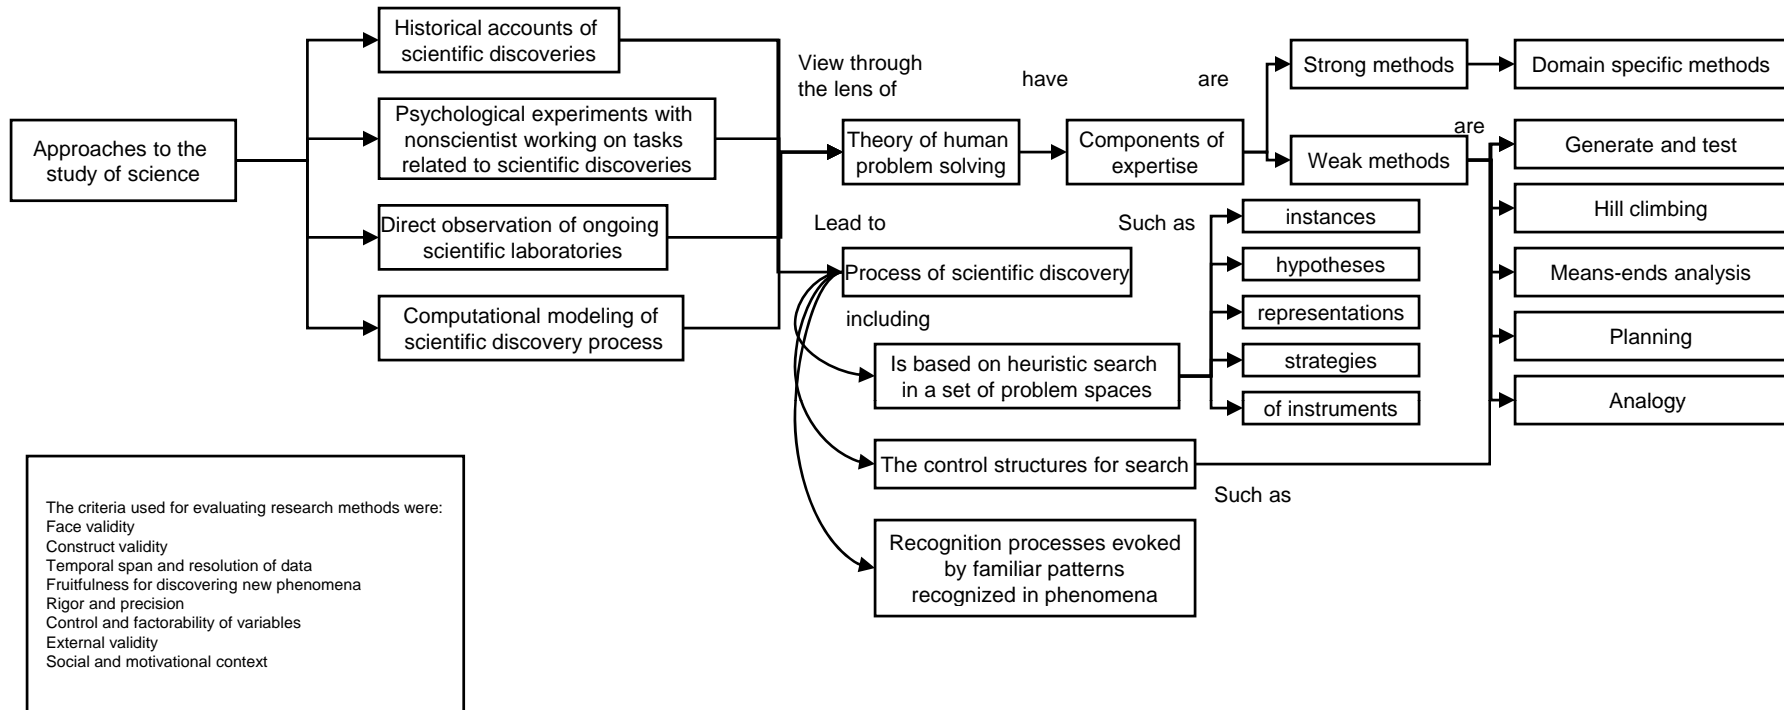 Approaches to the
study of science
Historical accounts of
scientific discoveries
Psychological experiments with
nonscientist working on tasks
related to scientific discoveries
Direct observation of ongoing
scientific laboratories
Computational modeling of
scientific discovery process
View through
the lens of
Theory of human
problem solving
have
Components of
expertise
are
Strong methods
Domain specific methods
Weak methods
are
Generate and test
Hill climbing
Means-ends analysis
Planning
Analogy
Lead to
Process of scientific discovery
including
Is based on heuristic search
in a set of problem spaces
Such as
instances
hypotheses
representations
strategies
of instruments
The control structures for search
Such as
Recognition processes evoked
by familiar patterns
recognized in phenomena
The criteria used for evaluating research methods were:
Face validity
Construct validity
Temporal span and resolution of data
Fruitfulness for discovering new phenomena
Rigor and precision
Control and factorability of variables
External validity
Social and motivational context